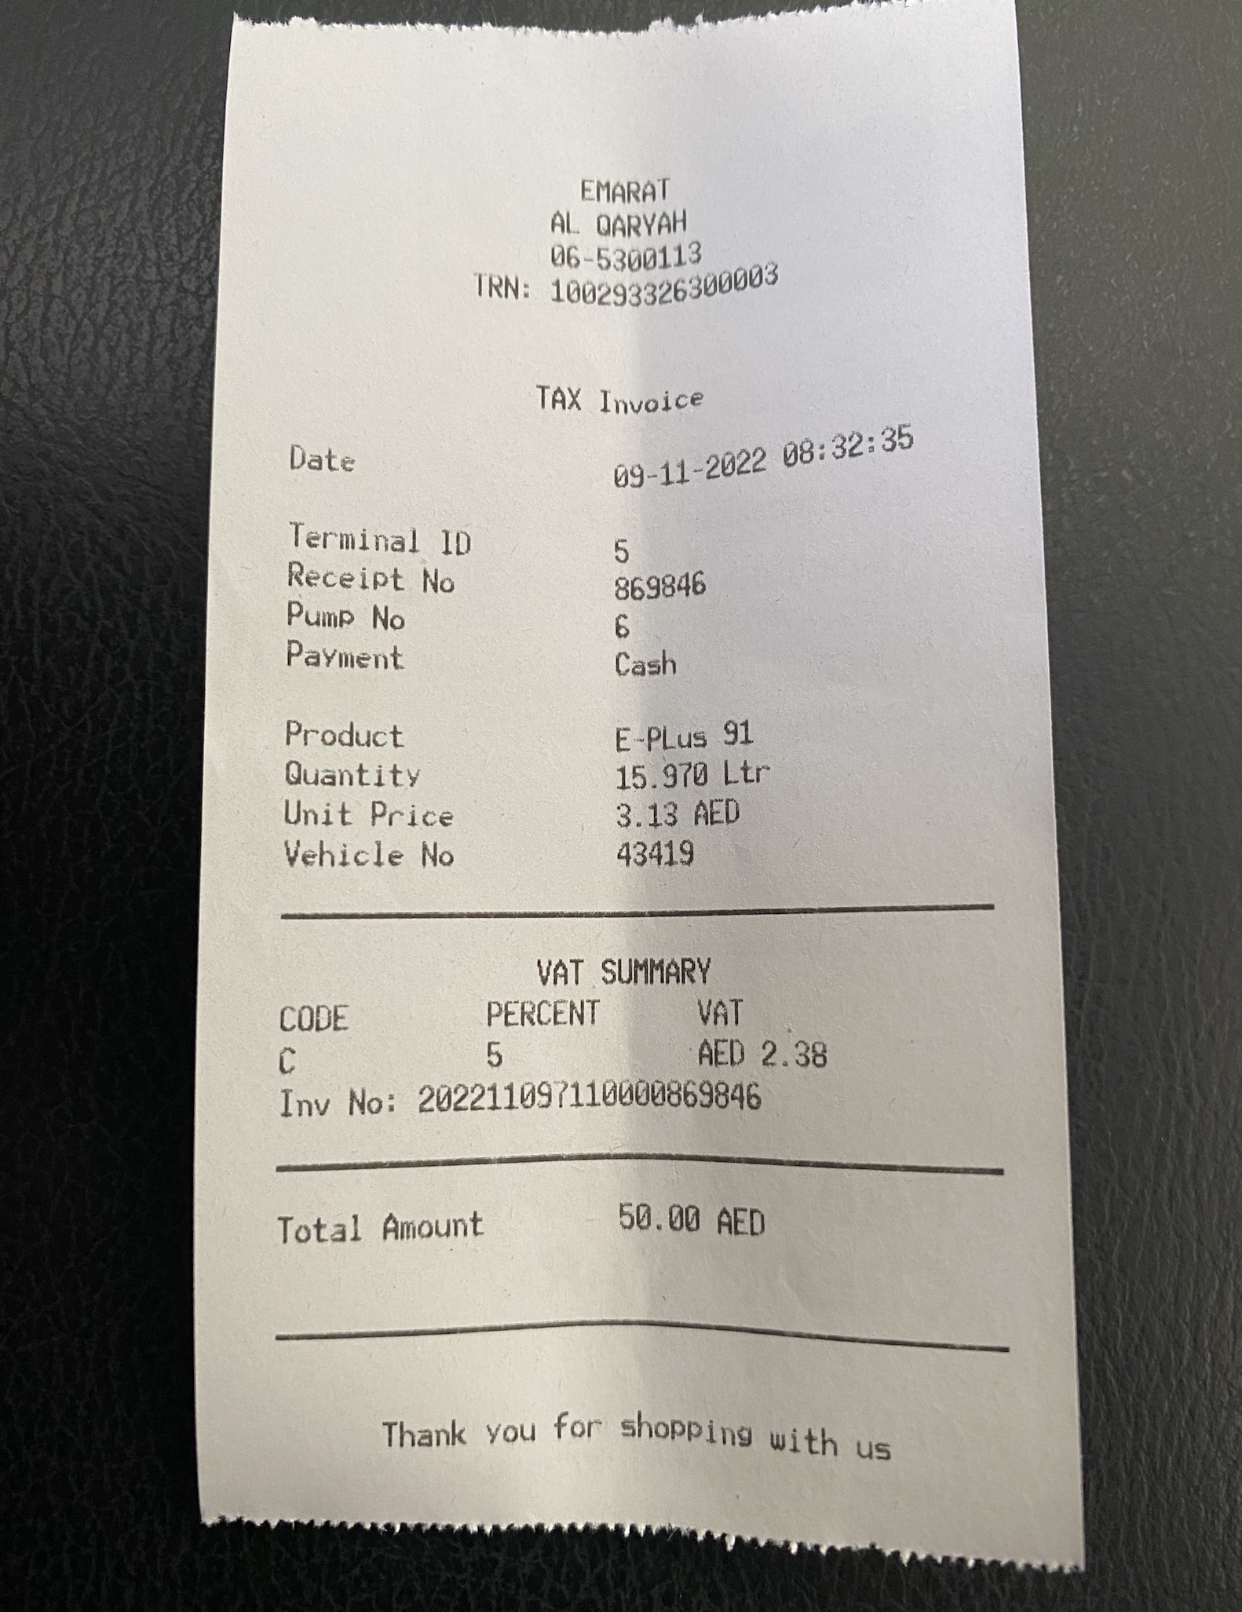 EMARAT
AL QARYAH
06-5300113
TRN: 100293326300003
TAX Invoice
Date 09-11-2022 08:32:35
Terminal ID 5
Receipt No 869846
Pump No 6
Payment Cash
Product E-PLus 91
Quantity 15.970 Ltr
Unit Price 3.13 AED
Vehicle No 43419
VAT SUMMARY
CODE PERCENT VAT
C 5 AED 2.38
Inv No: 202211097110000869846
Total Amount 50.00 AED
Thank you for shopping with us